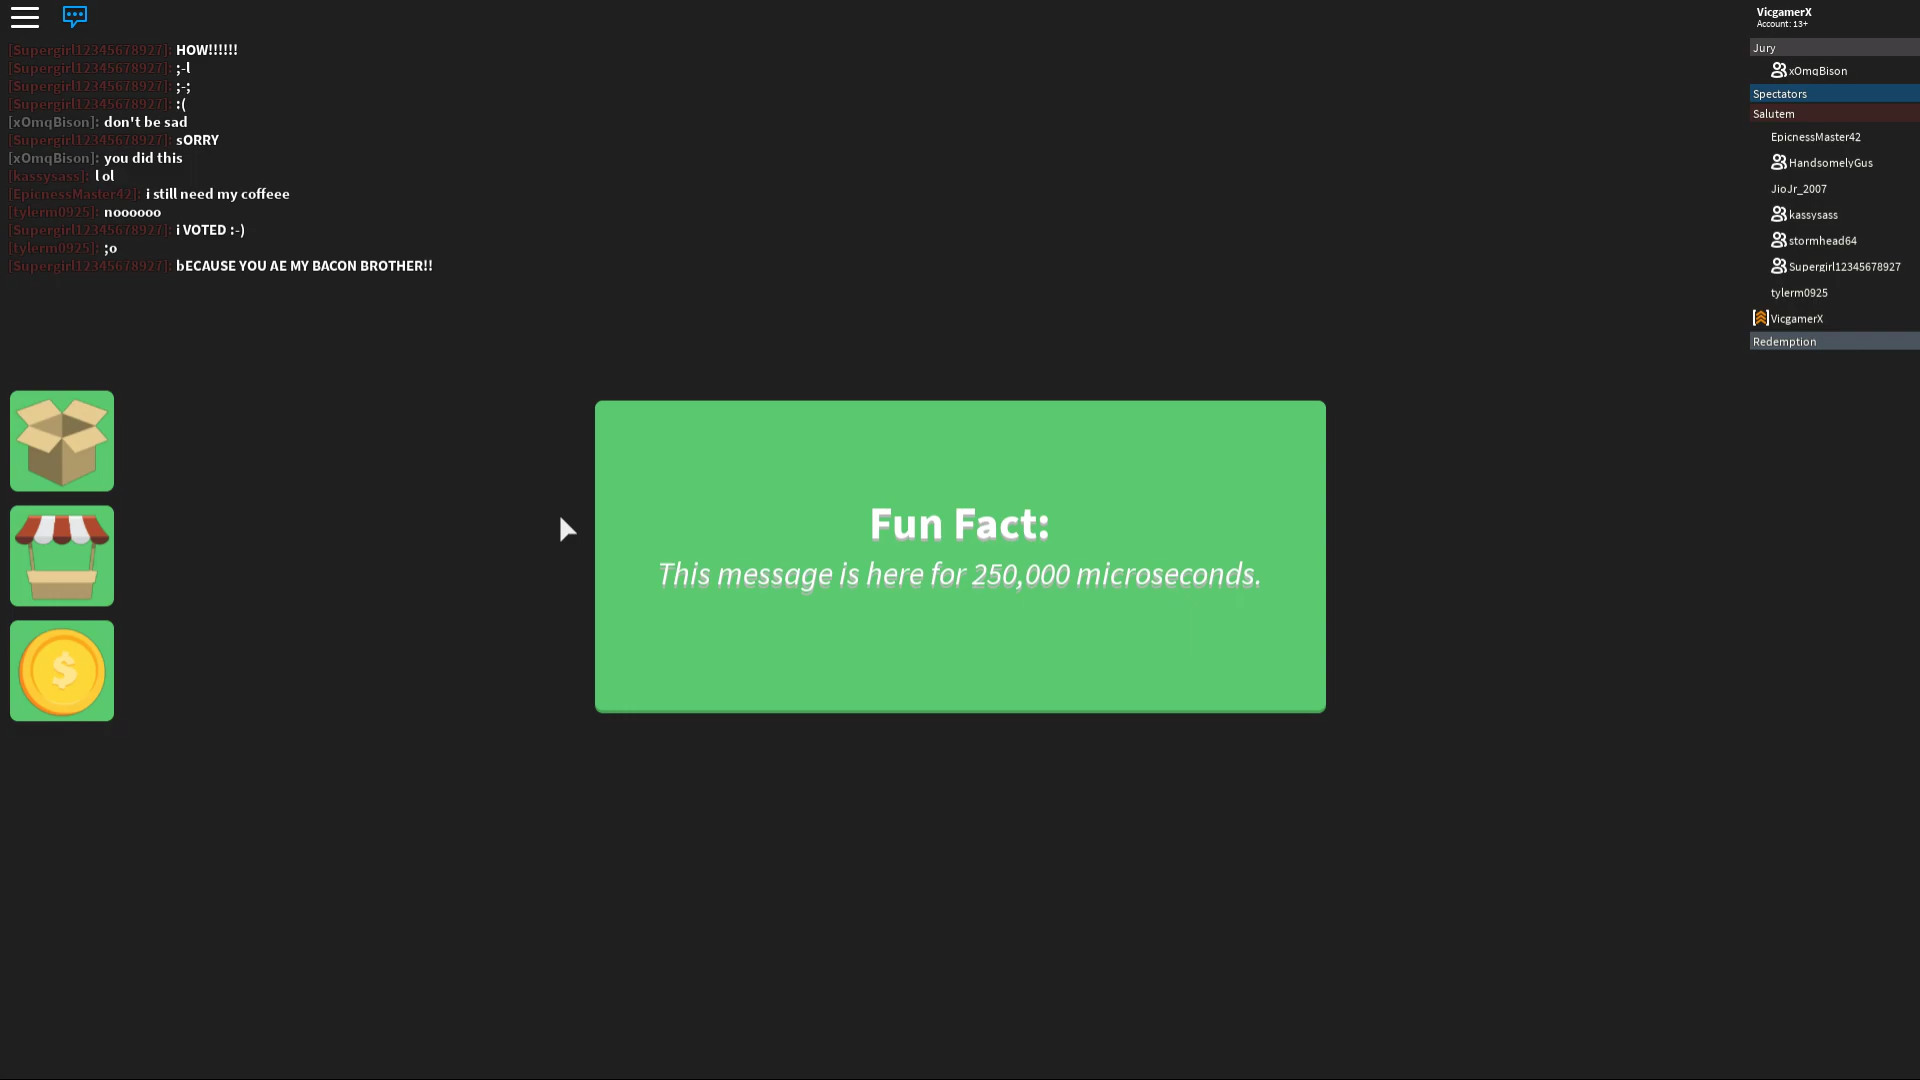 [Supergirl12345678927]: HOW!!!!!!
[Supergirl12345678927]: ;-l
[Supergirl12345678927]: ;-;
[Supergirl12345678927]: :(
[xOmqBison]: don't be sad
[Supergirl12345678927]: sORRY
[xOmqBison]: you did this
[kassysass]: l ol
[EpicnessMaster42]: i still need my coffeee
[tylerm0925]: noooooo
[Supergirl12345678927]: i VOTED :-)
[tylerm0925]: ;o
[Supergirl12345678927]: bECAUSE YOU AE MY BACON BROTHER!!
VicgamerX
Account: 13+
Jury
xOmqBison
Spectators
Salutem
EpicnessMaster42
HandsomelyGus
JioJr_2007
kassysass
stormhead64
Supergirl12345678927
tylerm0925
VicgamerX
Redemption
$
Fun Fact:
This message is here for 250,000 microseconds.